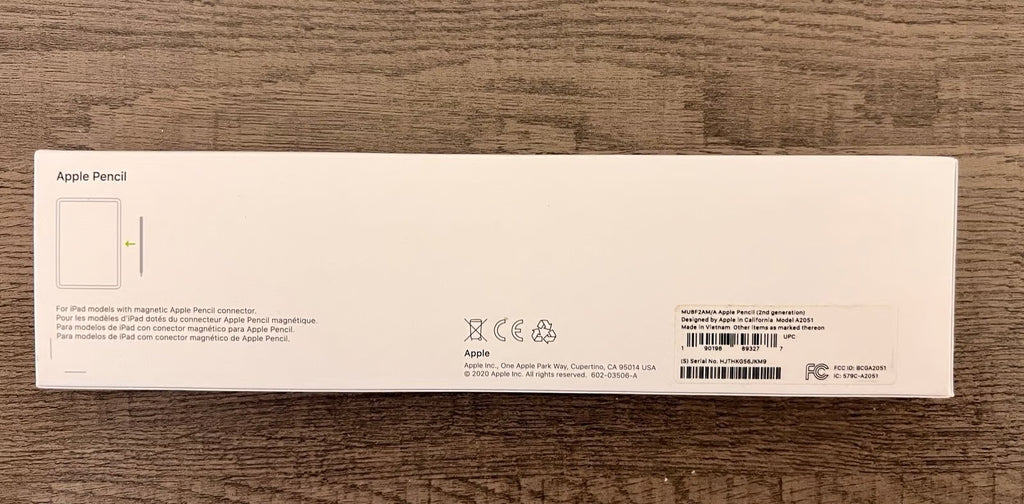 Apple Pencil
For iPad models with magnetic Apple Pencil connector.
Pour les modèles d'iPad dotés du connecteur Apple Pencil magnétique.
Para modelos de iPad con conector magnético para Apple Pencil.
Para modelos de iPad com conector magnético de Apple Pencil.
CE
Apple
Apple Inc., One Apple Park Way, Cupertino, CA 95014 USA
© 2020 Apple Inc. All rights reserved. 602-03506-A
MU8F2AM/A Apple Pencil (2nd generation)
Designed by Apple in California Model A2051
Made in Vietnam Other items as marked thereon
UPC
1 90198 89327 7
(S) Serial No. HJTHKG56JKM9
FC
FCC ID: BCGA2051
IC: 579C-A2051